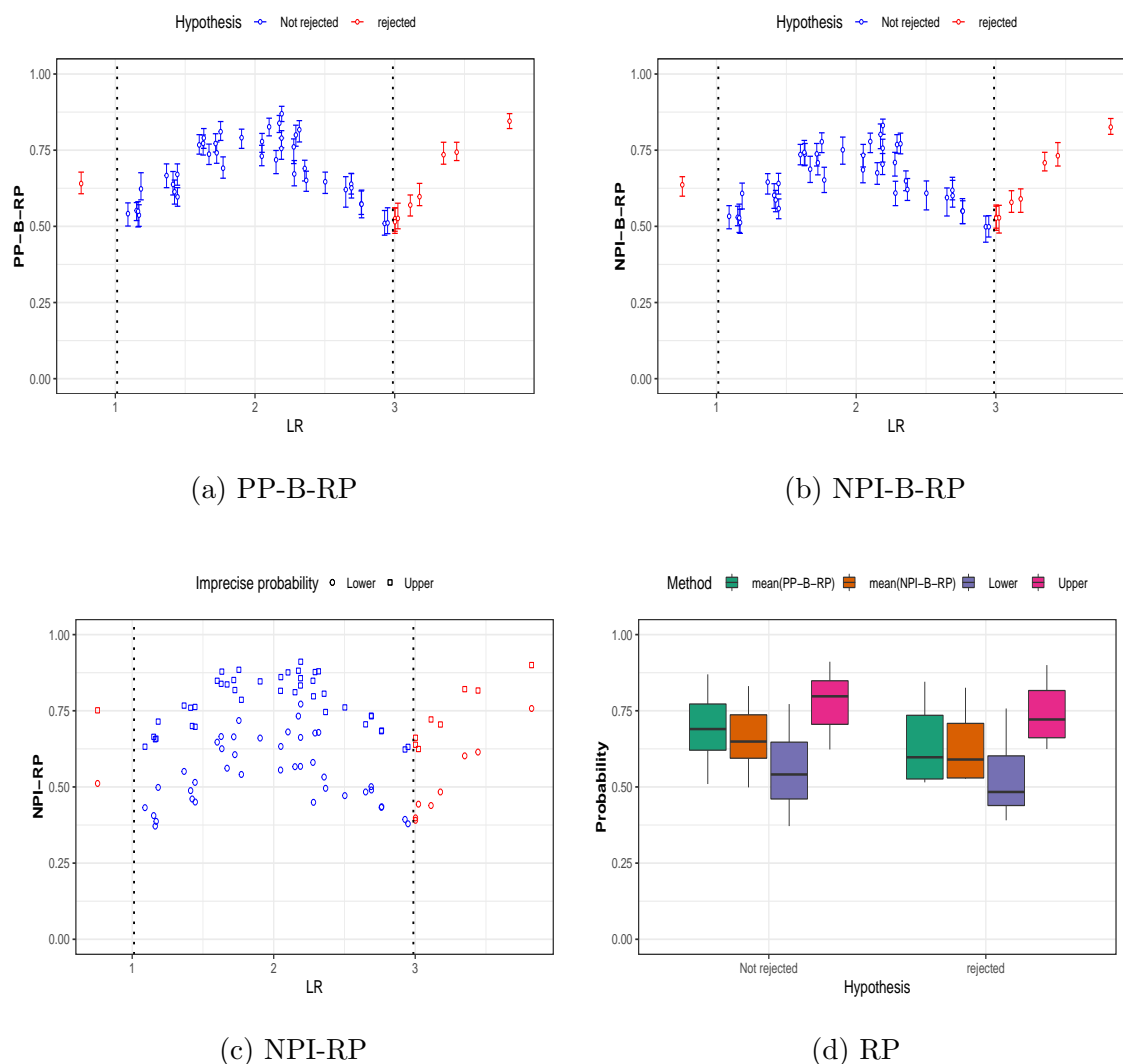 Hypothesis Not rejected rejected
1.00
0.75
0.50
0.25
0.00
PP−B−RP
1 2 3
LR
(a) PP-B-RP
Hypothesis Not rejected rejected
1.00
0.75
0.50
0.25
0.00
NPI−B−RP
1 2 3
LR
(b) NPI-B-RP
Imprecise probability Lower Upper
1.00
0.75
0.50
0.25
0.00
NPI−RP
1 2 3
LR
(c) NPI-RP
Method mean(PP−B−RP) mean(NPI−B−RP) Lower Upper
1.00
0.75
0.50
0.25
0.00
Probability
Not rejected rejected
Hypothesis
(d) RP